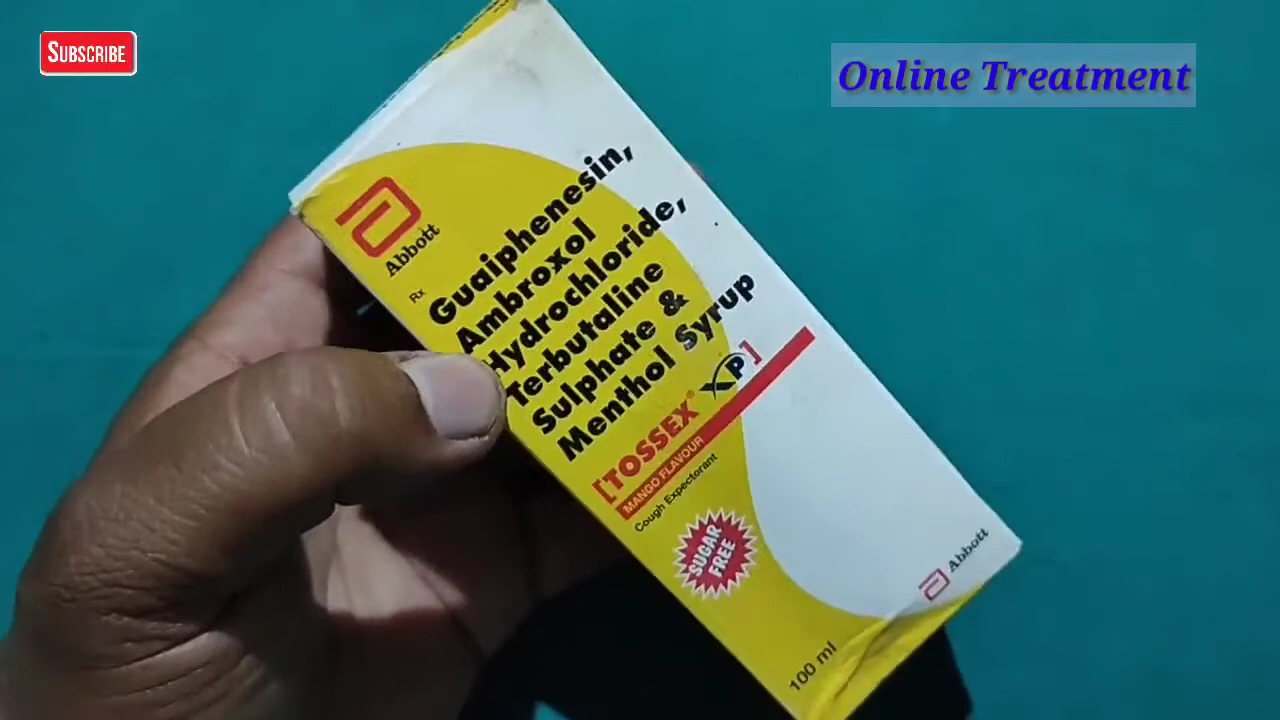 SUBSCRIBE
Online Treatment
Abbott
Rx
Guaiphenesin,
Ambroxol
Hydrochloride,
Terbutaline
Sulphate &
Menthol Syrup
[TOSSEX® XP]
MANGO FLAVOUR
Cough Expectorant
SUGAR
FREE
100 ml
Abbott